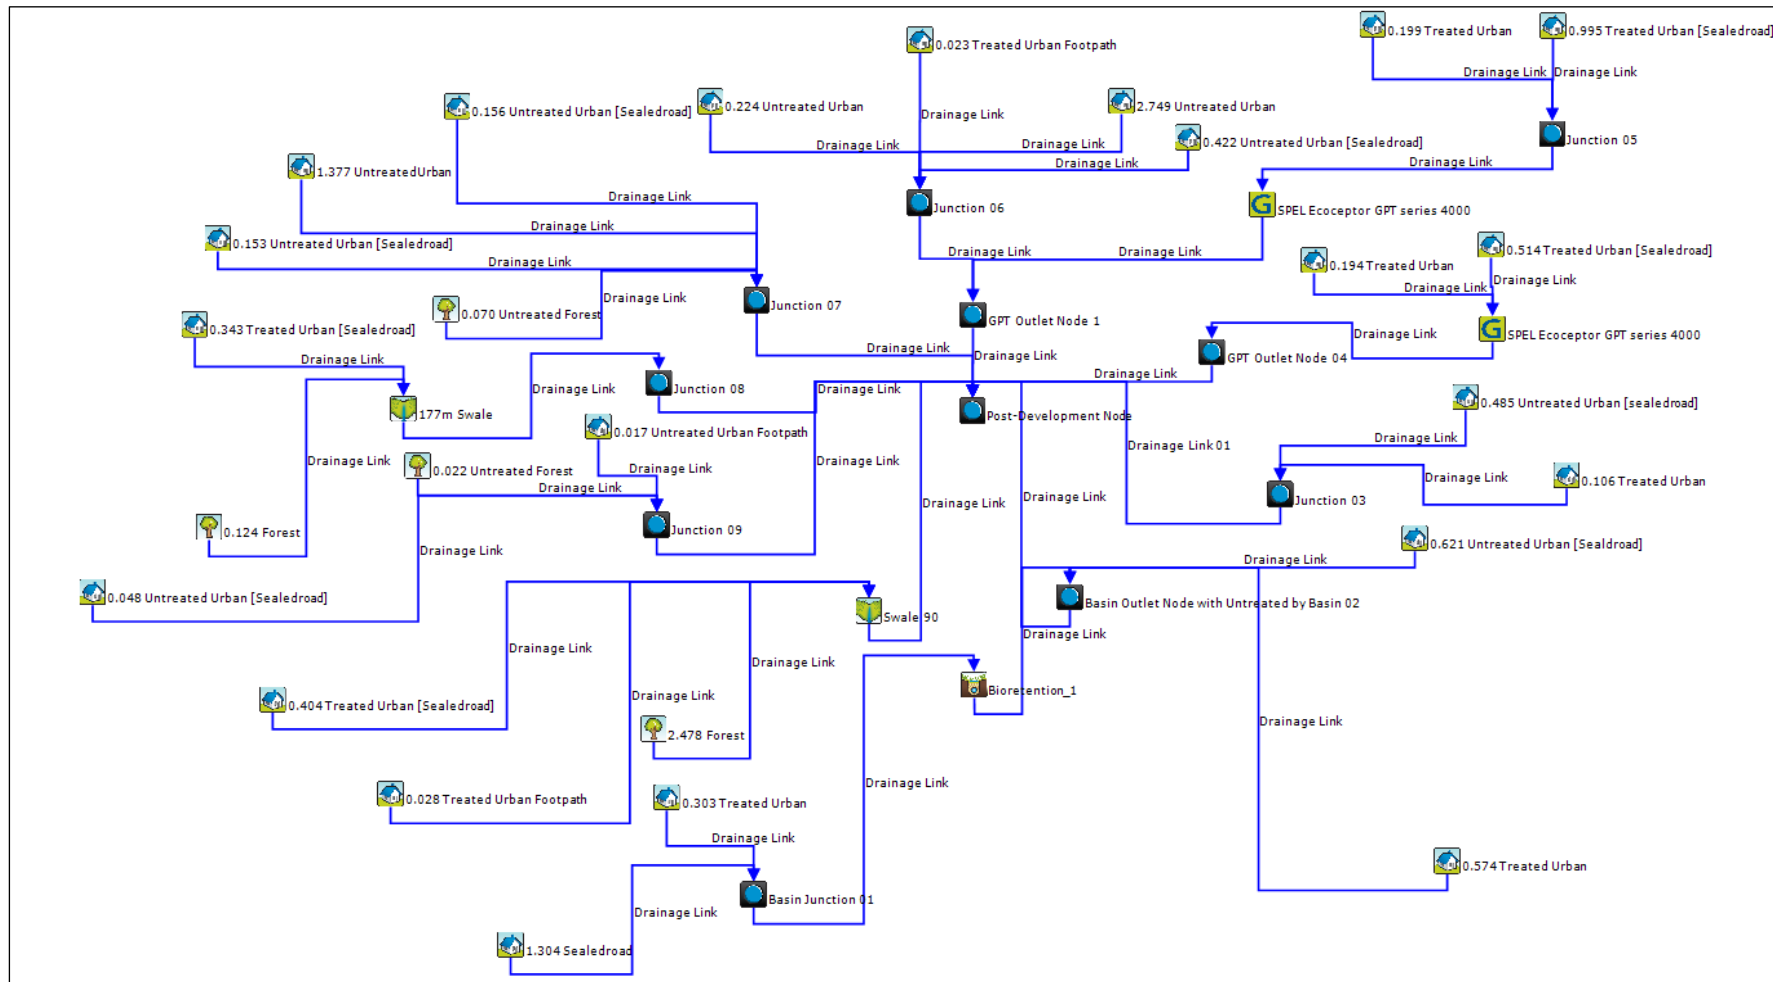 0.199 Treated Urban
0.995 Treated Urban [Sealedroad]
0.023 Treated Urban Footpath
Drainage Link
Drainage Link
0.156 Untreated Urban [Sealedroad]
0.224 Untreated Urban
2.749 Untreated Urban
Drainage Link
Drainage Link
Drainage Link
0.422 Untreated Urban [Sealedroad]
Junction 05
Drainage Link
1.377 UntreatedUrban
Drainage Link
Drainage Link
Junction 06
SPEL Ecoceptor GPT series 4000
Drainage Link
0.153 Untreated Urban [Sealedroad]
Drainage Link
Drainage Link
0.514 Treated Urban [Sealedroad]
Drainage Link
0.194 Treated Urban
Drainage Link
Drainage Link
Drainage Link
Junction 07
0.070 Untreated Forest
GPT Outlet Node 1
0.343 Treated Urban [Sealedroad]
Drainage Link
SPEL Ecoceptor GPT series 4000
Drainage Link
Drainage Link
Drainage Link
GPT Outlet Node 04
Drainage Link
Junction 08
Drainage Link
Drainage Link
Drainage Link
177m Swale
Post-Development Node
0.485 Untreated Urban [sealedroad]
0.017 Untreated Urban Footpath
Drainage Link 01
Drainage Link
Drainage Link
Drainage Link
0.022 Untreated Forest
Drainage Link
Drainage Link
0.106 Treated Urban
Drainage Link
Drainage Link
Drainage Link
Junction 03
0.124 Forest
Junction 09
0.621 Untreated Urban [Sealdroad]
Drainage Link
Drainage Link
0.048 Untreated Urban [Sealedroad]
Basin Outlet Node with Untreated by Basin 02
Swale 90
Drainage Link
Drainage Link
Drainage Link
Bioretention_1
Drainage Link
0.404 Treated Urban [Sealedroad]
Drainage Link
2.478 Forest
Drainage Link
0.028 Treated Urban Footpath
0.303 Treated Urban
Drainage Link
Drainage Link
0.574 Treated Urban
Basin Junction 01
Drainage Link
1.304 Sealedroad